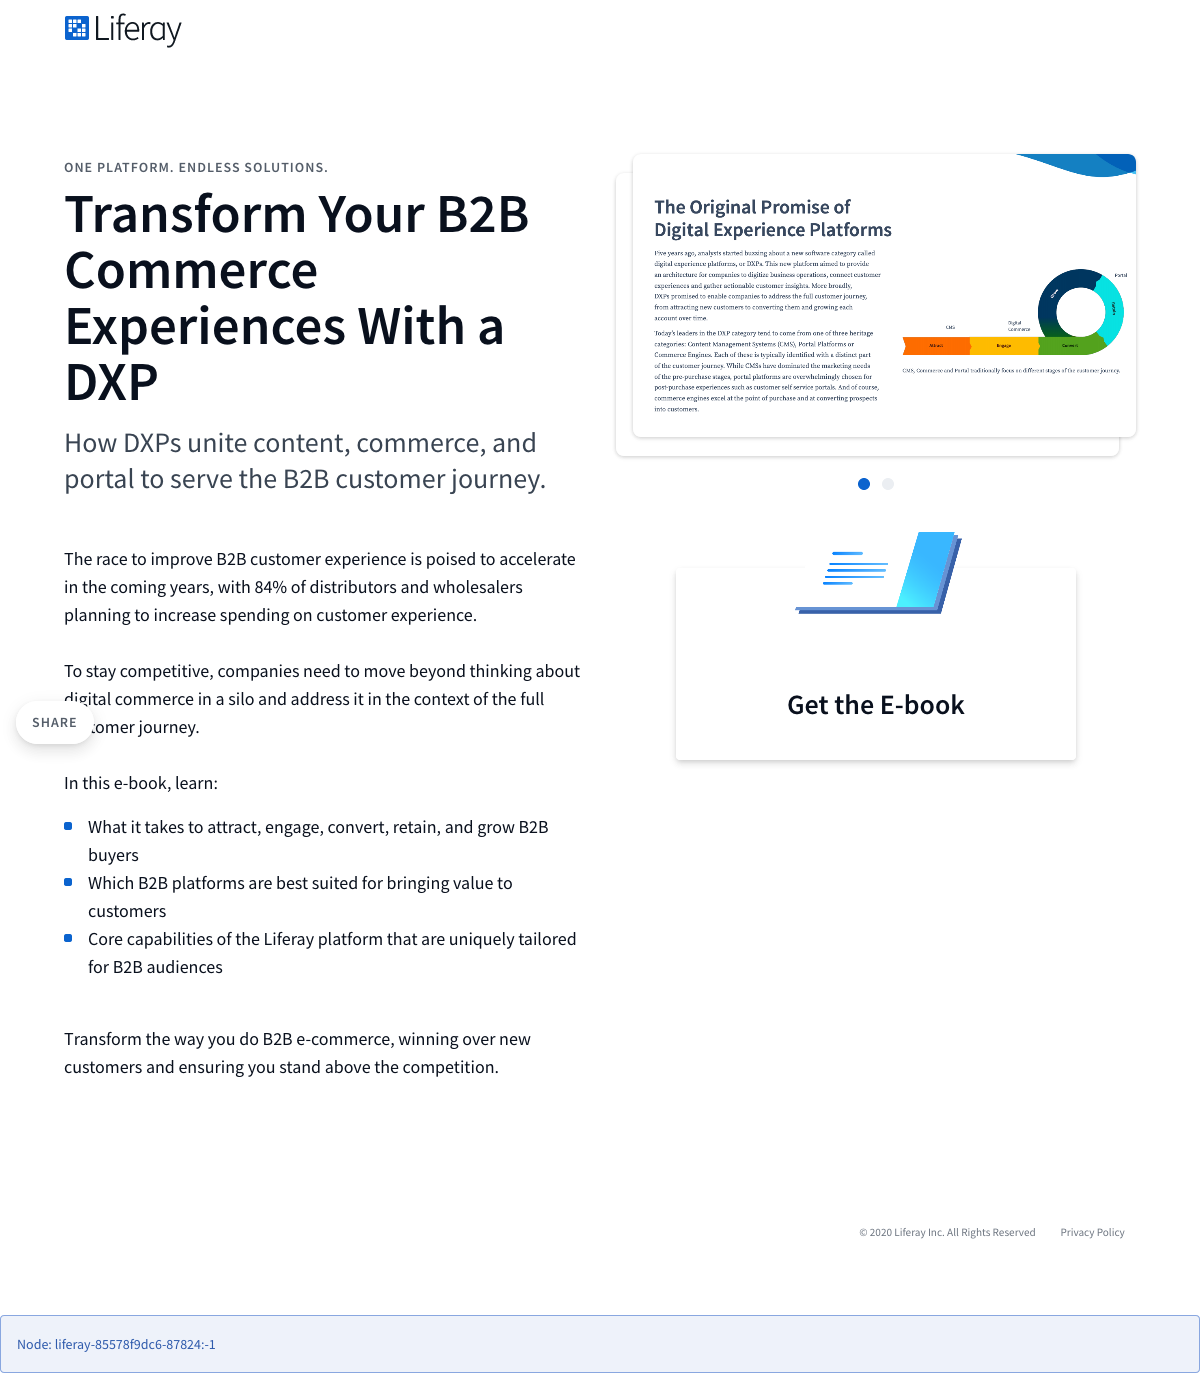 Liferay
ONE PLATFORM. ENDLESS SOLUTIONS.
Transform Your B2B
Commerce
Experiences With a
DXP
How DXPs unite content, commerce, and
portal to serve the B2B customer journey.
The race to improve B2B customer experience is poised to accelerate
in the coming years, with 84% of distributors and wholesalers
planning to increase spending on customer experience.
To stay competitive, companies need to move beyond thinking about
digital commerce in a silo and address it in the context of the full
tomer journey.
SHARE
In this e-book, learn:
What it takes to attract, engage, convert, retain, and grow B2B
buyers
Which B2B platforms are best suited for bringing value to
customers
Core capabilities of the Liferay platform that are uniquely tailored
for B2B audiences
Transform the way you do B2B e-commerce, winning over new
customers and ensuring you stand above the competition.
The Original Promise of
Digital Experience Platforms
Five years ago, analysts started buzzing about a new software category called
digital experience platforms, or DXPs. This new platform aimed to provide
an architecture for companies to digitize business operations, connect customer
experiences and gather actionable customer insights. More broadly,
DXPs promised to enable companies to address the full customer journey,
from attracting new customers to converting them and growing each
account over time.
Today's leaders in the DXP category tend to come from one of three heritage
categories: Content Management Systems (CMS), Portal Platforms or
Commerce Engines. Each of these is typically identified with a distinct part
of the customer journey. While CMSs have dominated the marketing needs
of the pre-purchase stages, portal platforms are overwhelmingly chosen for
post-purchase experiences such as customer self service portals. And of course,
commerce engines excel at the point of purchase and at converting prospects
into customers.
Portal
CMS
Digital
Commerce
Attract
Engage
Convert
CMS, Commerce and Portal traditionally focus on different stages of the customer journey.
Get the E-book
© 2020 Liferay Inc. All Rights Reserved
Privacy Policy
Node: liferay-85578f9dc6-87824:-1